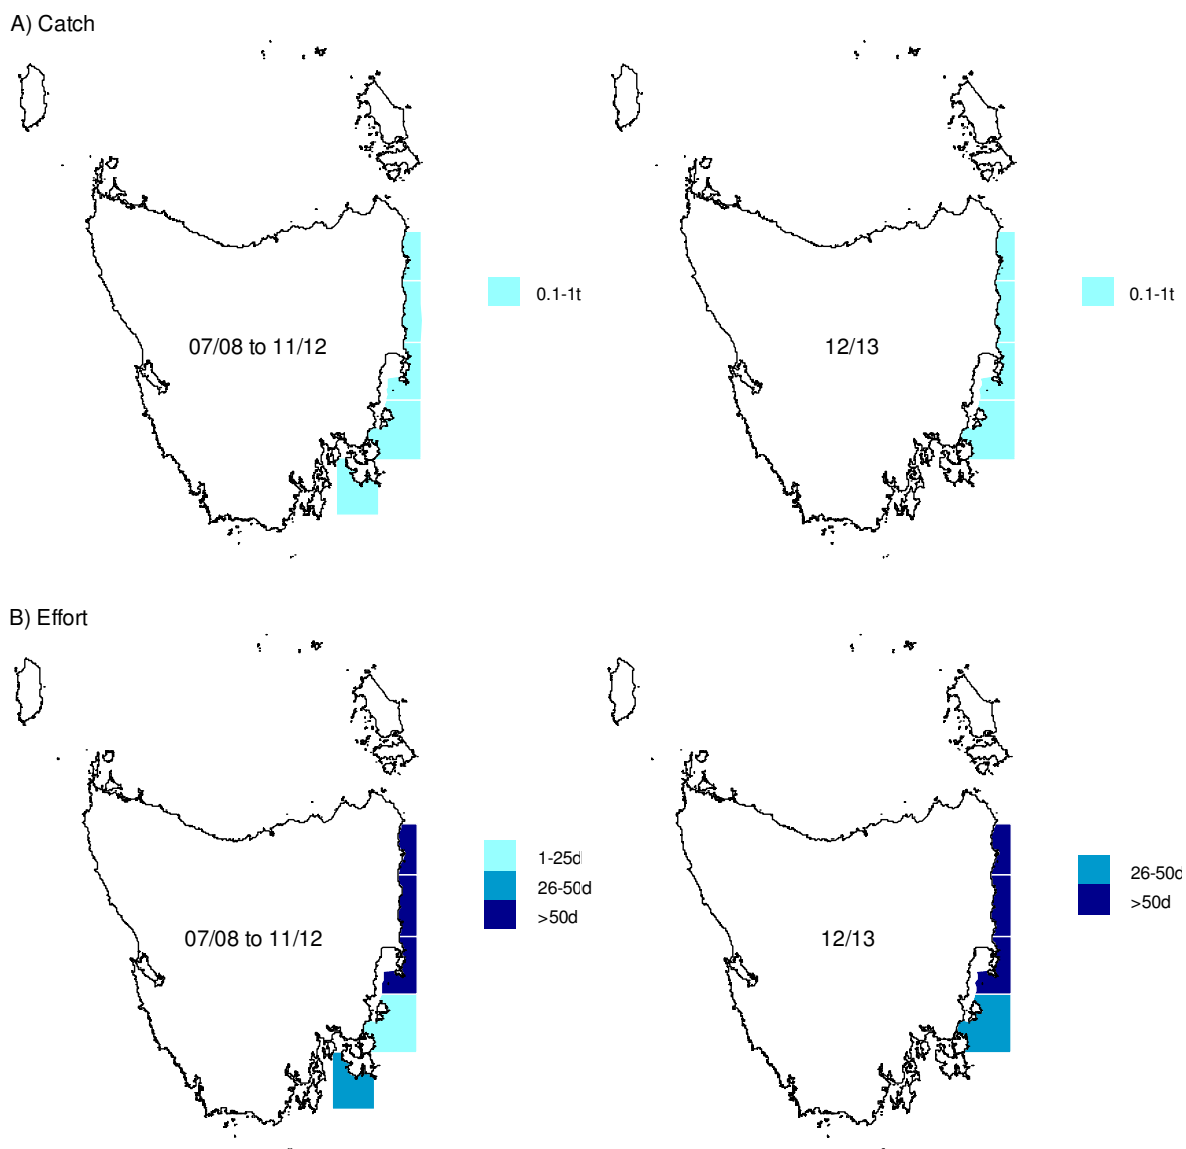 A) Catch
07/08 to 11/12
0.1-1t
12/13
0.1-1t
B) Effort
07/08 to 11/12
1-25d
26-50d
>50d
12/13
26-50d
>50d